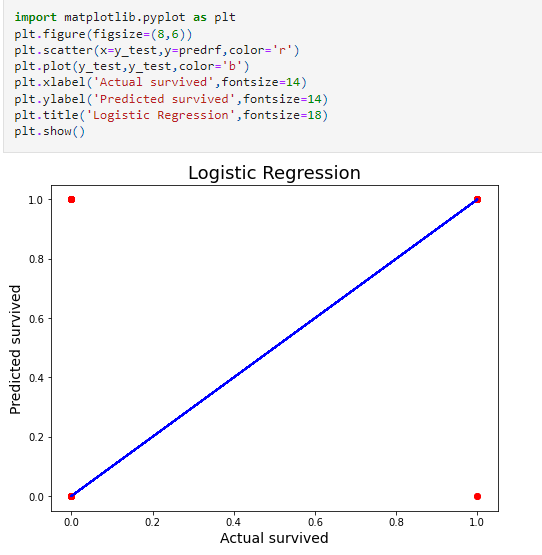 import matplotlib.pyplot as plt
plt.figure(figsize=(8,6))
plt.scatter(x=y_test,y=predrf,color='r')
plt.plot(y_test,y_test,color='b')
plt.xlabel('Actual survived',fontsize=14)
plt.ylabel('Predicted survived',fontsize=14)
plt.title('Logistic Regression',fontsize=18)
plt.show()
Logistic Regression
Predicted survived
1.0
0.8
0.6
0.4
0.2
0.0
0.0 0.2 0.4 0.6 0.8 1.0
Actual survived